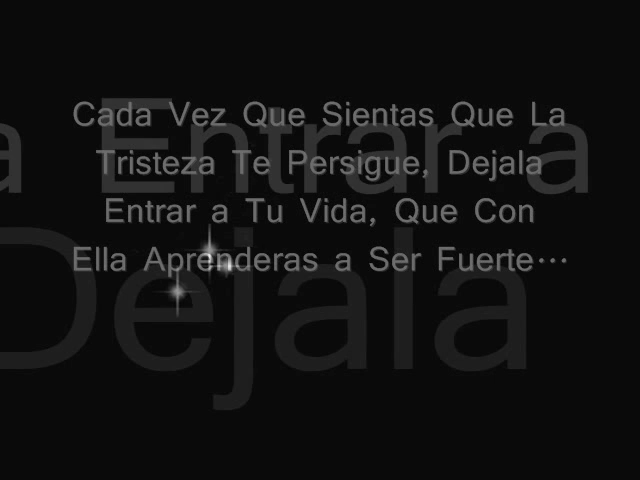 Cada Vez Que Sientas Que La
Tristeza Te Persigue, Dejala
Entrar a Tu Vida, Que Con
Ella Aprenderas a Ser Fuerte…
a Entrar a
Dejala